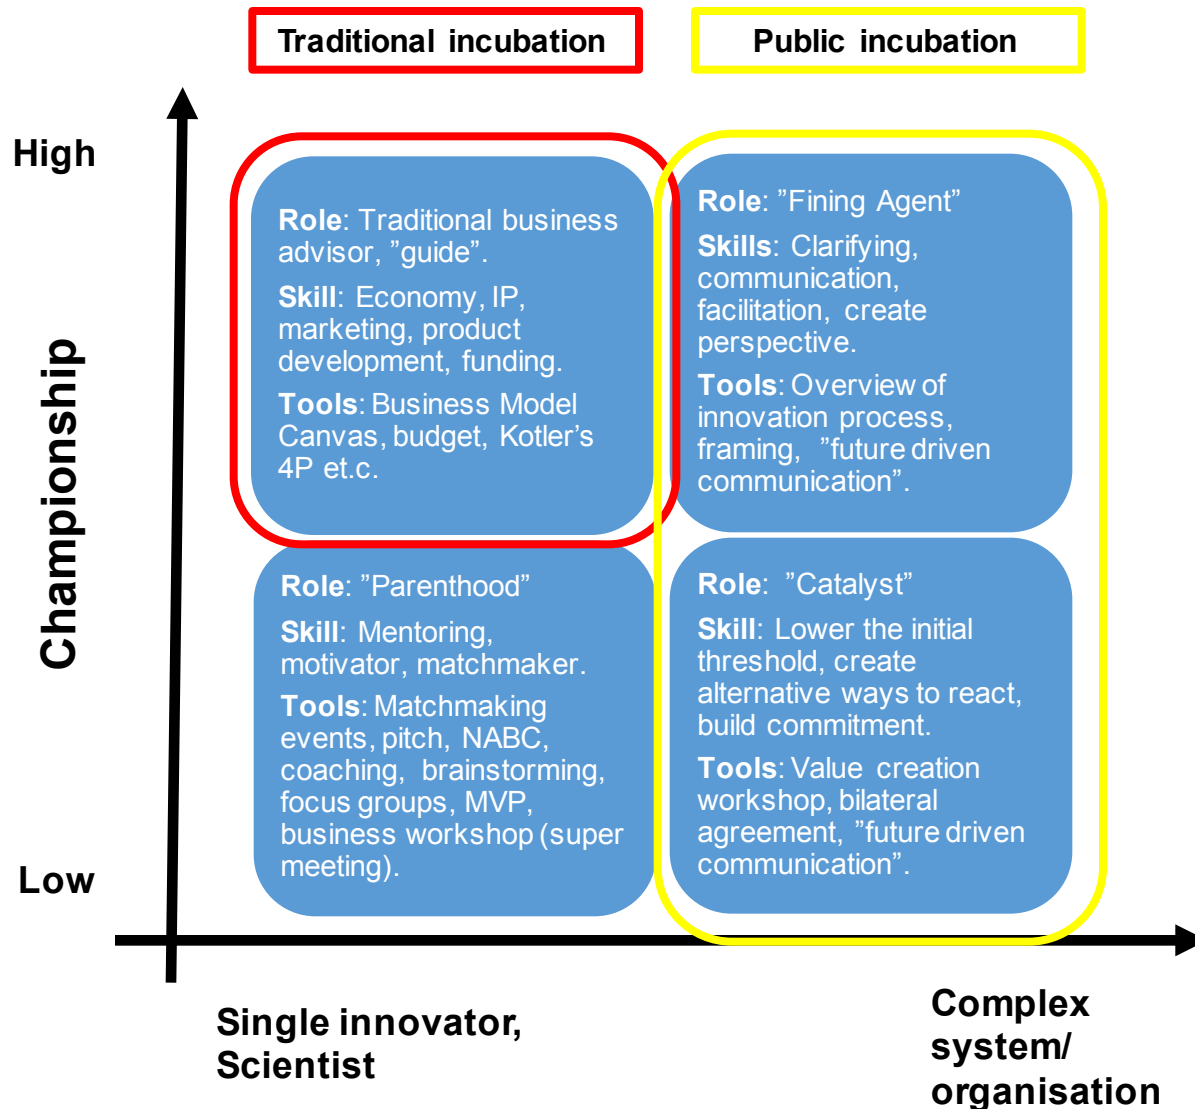 Traditional incubation
Public incubation
High
Championship
Low
Role: Traditional business
advisor, ”guide”.
Skill: Economy, IP,
marketing, product
development, funding.
Tools: Business Model
Canvas, budget, Kotler’s
4P et.c.
Role: ”Fining Agent”
Skills: Clarifying,
communication,
facilitation, create
perspective.
Tools: Overview of
innovation process,
framing, ”future driven
communication”.
Role: ”Parenthood”
Skill: Mentoring,
motivator, matchmaker.
Tools: Matchmaking
events, pitch, NABC,
coaching, brainstorming,
focus groups, MVP,
business workshop (super
meeting).
Role: ”Catalyst”
Skill: Lower the initial
threshold, create
alternative ways to react,
build commitment.
Tools: Value creation
workshop, bilateral
agreement, ”future driven
communication”.
Single innovator,
Scientist
Complex
system/
organisation